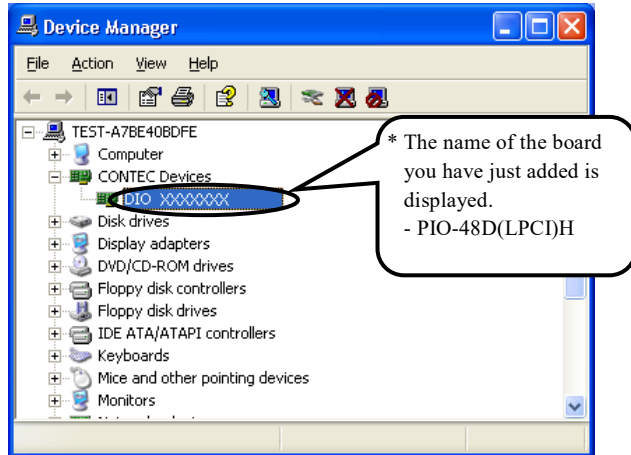 Device Manager
File Action View Help
TEST-A7BE40BDFE
Computer
CONTEC Devices
DIO XXXXXXXX
Disk drives
Display adapters
DVD/CD-ROM drives
Floppy disk controllers
Floppy disk drives
IDE ATA/ATAPI controllers
Keyboards
Mice and other pointing devices
Monitors
* The name of the board
you have just added is
displayed.
- PIO-48D(LPCI)H